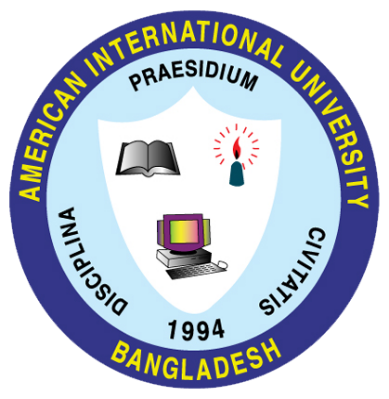 AMERICAN INTERNATIONAL UNIVERSITY
PRAESIDIUM
DISCIPLINA
CIVITATIS
1994
BANGLADESH